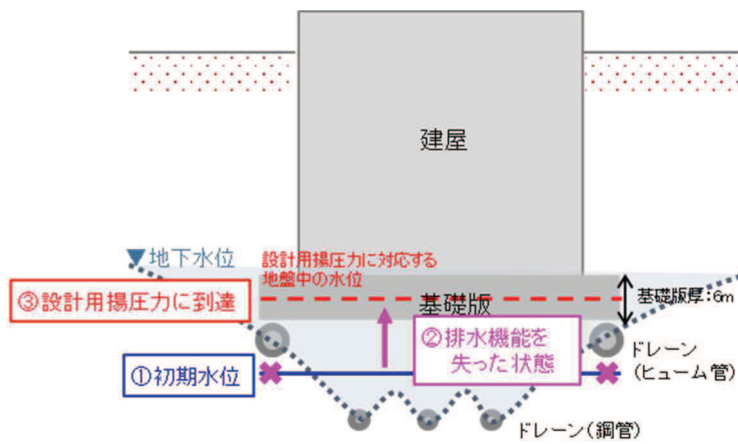 建屋
▼地下水位
設計用揚圧力に対応する
地盤中の水位
③設計用揚圧力に到達
基礎版
基礎版厚:6m
②排水機能を
失った状態
ドレーン
(ヒューム管)
①初期水位
ドレーン(鋼管)